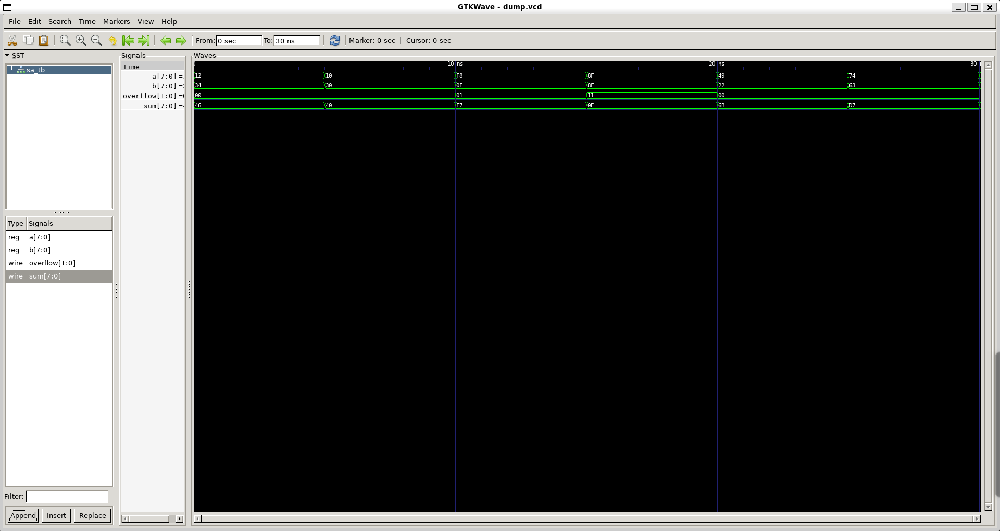 GTKWave - dump.vcd
File Edit Search Time Markers View Help
From: 0 sec To: 30 ns Marker: 0 sec | Cursor: 0 sec
SST
sa_tb
Type Signals
reg a[7:0]
reg b[7:0]
wire overflow[1:0]
wire sum[7:0]
Filter:
Append Insert Replace
Signals
Time
a[7:0] =
b[7:0] =
overflow[1:0] =
sum[7:0] =
Waves
0 10 ns 20 ns 30
12 10 F8 8F 49 74
34 30 0F 8F 22 63
00 01 11 00
46 40 F7 0E 6B D7